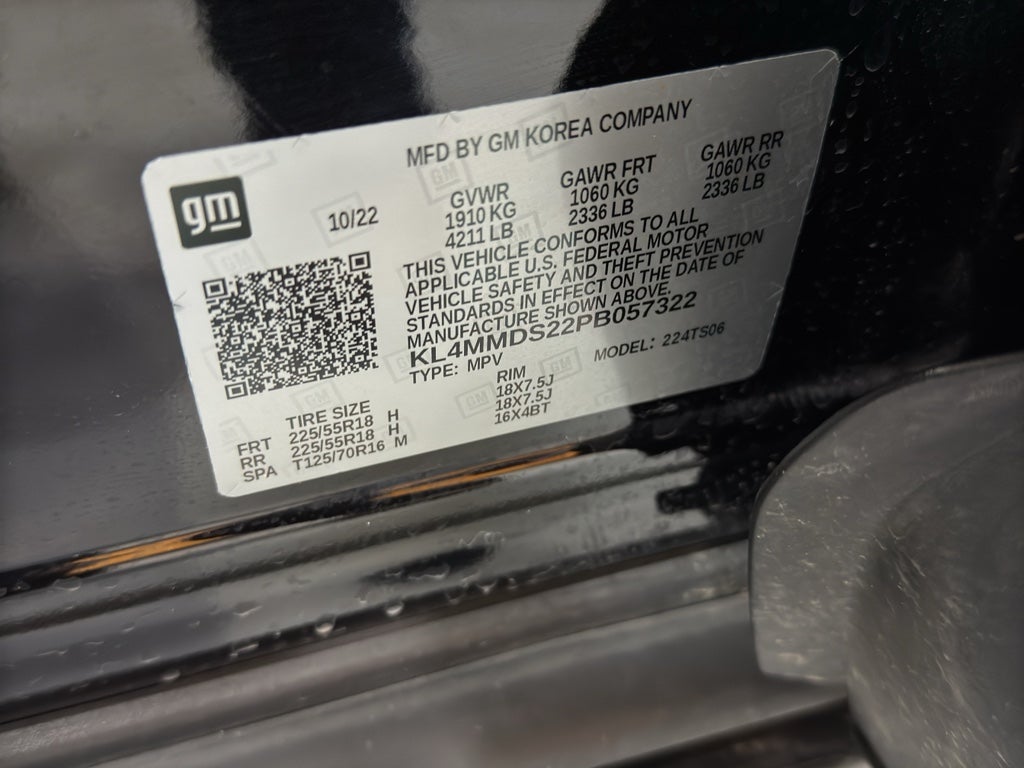 MFD BY GM KOREA COMPANY
gm
10/22
GVWR GAWR FRT GAWR RR
1910 KG 1060 KG 1060 KG
4211 LB 2336 LB 2336 LB
THIS VEHICLE CONFORMS TO ALL
APPLICABLE U.S. FEDERAL MOTOR
VEHICLE SAFETY AND THEFT PREVENTION
STANDARDS IN EFFECT ON THE DATE OF
MANUFACTURE SHOWN ABOVE.
KL4MMDS22PB057322
TYPE: MPV MODEL: 224TS06
TIRE SIZE RIM
FRT 225/55R18 H 18X7.5J
RR 225/55R18 H 18X7.5J
SPA T125/70R16 M 16X4BT